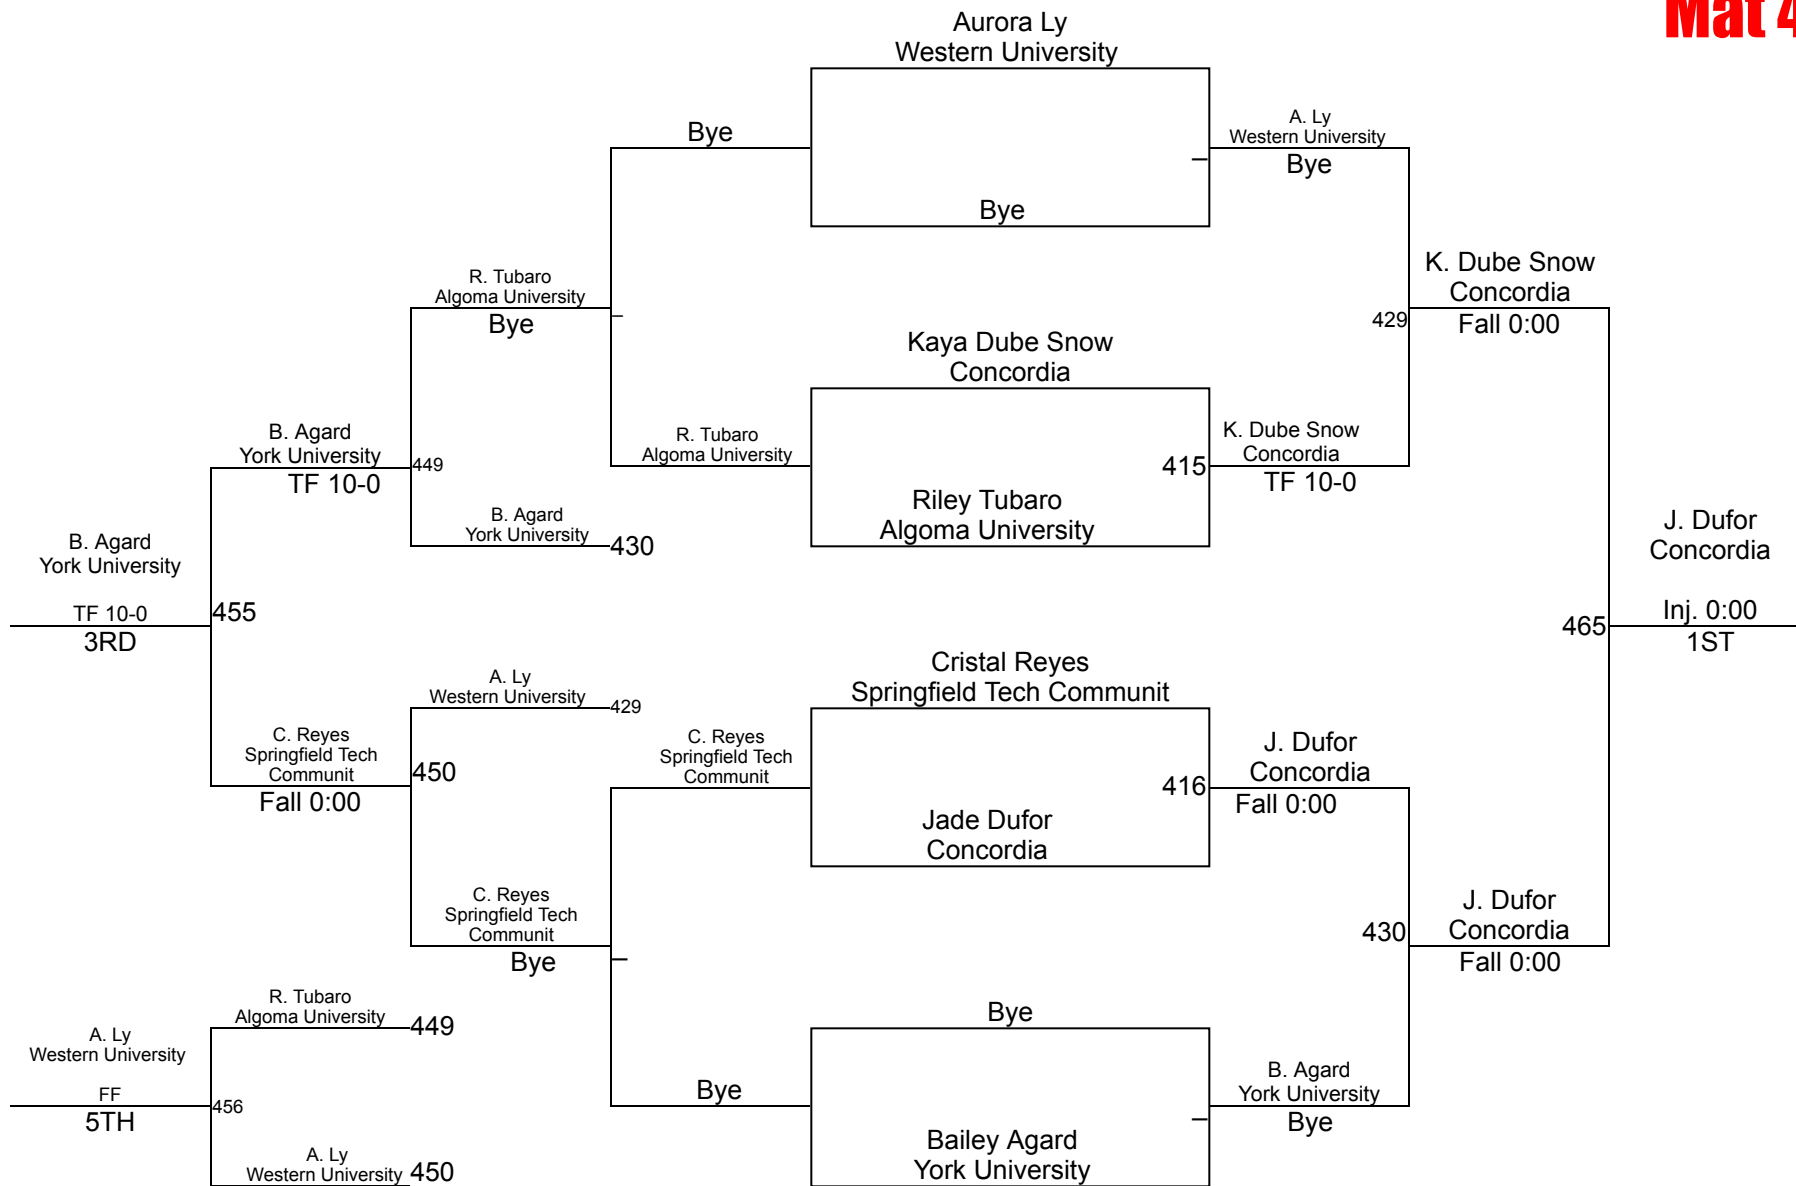 Mat 4
Aurora Ly
Western University
Bye
A. Ly
Western University
Bye
Bye
R. Tubaro
Algoma University
Bye
K. Dube Snow
Concordia
Fall 0:00
429
Kaya Dube Snow
Concordia
B. Agard
York University
TF 10-0
449
R. Tubaro
Algoma University
415
K. Dube Snow
Concordia
TF 10-0
Riley Tubaro
Algoma University
B. Agard
York University
430
B. Agard
York University
TF 10-0
3RD
455
J. Dufor
Concordia
Inj. 0:00
1ST
465
Cristal Reyes
Springfield Tech Communit
A. Ly
Western University
429
C. Reyes
Springfield Tech
Communit
Fall 0:00
450
C. Reyes
Springfield Tech
Communit
416
J. Dufor
Concordia
Fall 0:00
Jade Dufor
Concordia
C. Reyes
Springfield Tech
Communit
Bye
430
J. Dufor
Concordia
Fall 0:00
R. Tubaro
Algoma University
449
Bye
A. Ly
Western University
FF
5TH
456
Bye
B. Agard
York University
Bye
A. Ly
Western University
450
Bailey Agard
York University